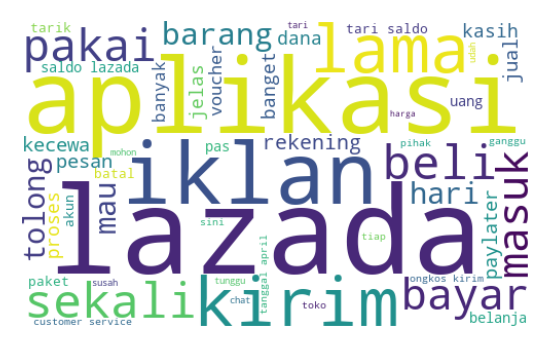 tarik
pakai
barang
dana
tari
tari saldo
lama
kasih
jual
udah
saldo lazada
banyak
jelas
voucher
banget
aplikasi
uang
harga
kecewa
mohon
pesan
tolong
proses
akun
batal
mau
pas
rekening
iklan
sini
pihak
beli
ganggu
hari
paylater
masuk
lazada
tiap
tanggal april
paket
susah
tunggu
chat
sekali
kirim
toko
ongkos kirim
bayar
belanja
customer service